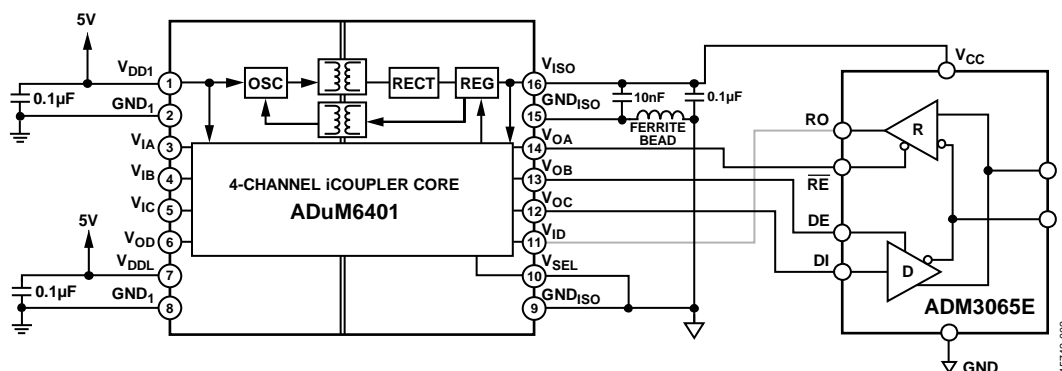 5V
0.1µF
VDD1
1
GND1
2
VIA
3
VIB
4
VIC
5
VOD
6
5V
0.1µF
VDDL
7
GND1
8
OSC
RECT
REG
4-CHANNEL iCOUPLER CORE
ADuM6401
VISO
16
GNDISO
15
VOA
14
VOB
13
VOC
12
VID
11
VSEL
10
GNDISO
9
10nF
0.1µF
FERRITE
BEAD
VCC
RO
R
RE
DE
DI
D
ADM3065E
GND